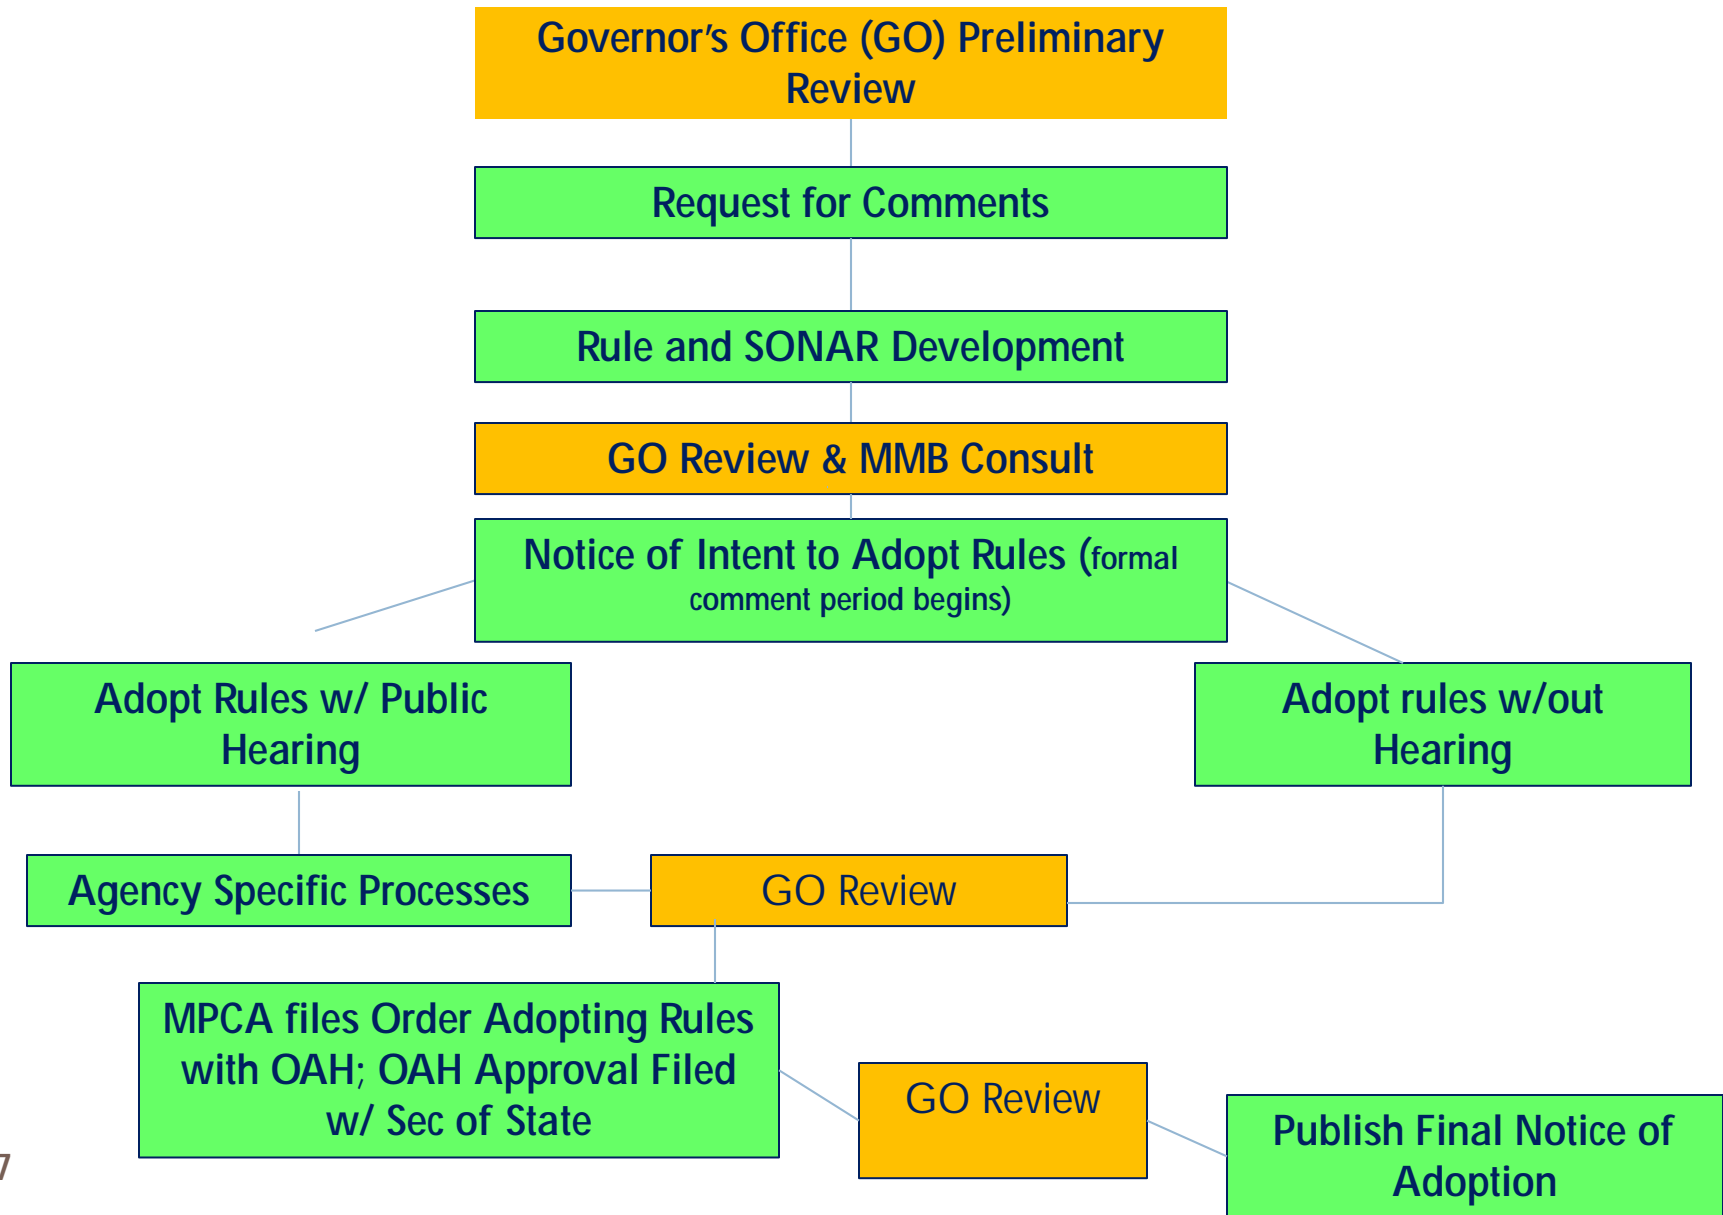 Governor’s Office (GO) Preliminary
Review
Request for Comments
Rule and SONAR Development
GO Review & MMB Consult
Notice of Intent to Adopt Rules (formal
comment period begins)
Adopt Rules w/ Public
Hearing
Adopt rules w/out
Hearing
Agency Specific Processes
GO Review
MPCA files Order Adopting Rules
with OAH; OAH Approval Filed
w/ Sec of State
GO Review
Publish Final Notice of
Adoption
7